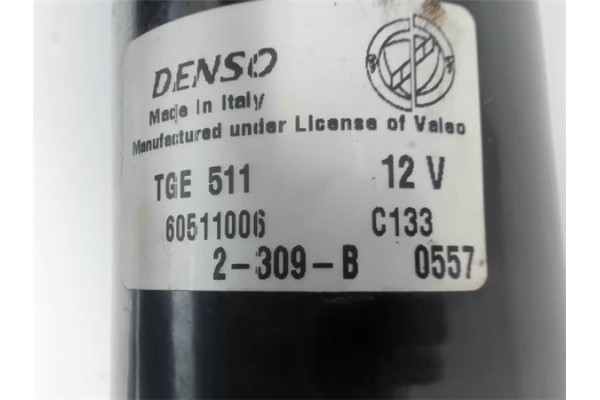 DENSO
Made in Italy
Manufactured under License of Valeo
TGE 511 12 V
60511006 C133
2-309-B 0557